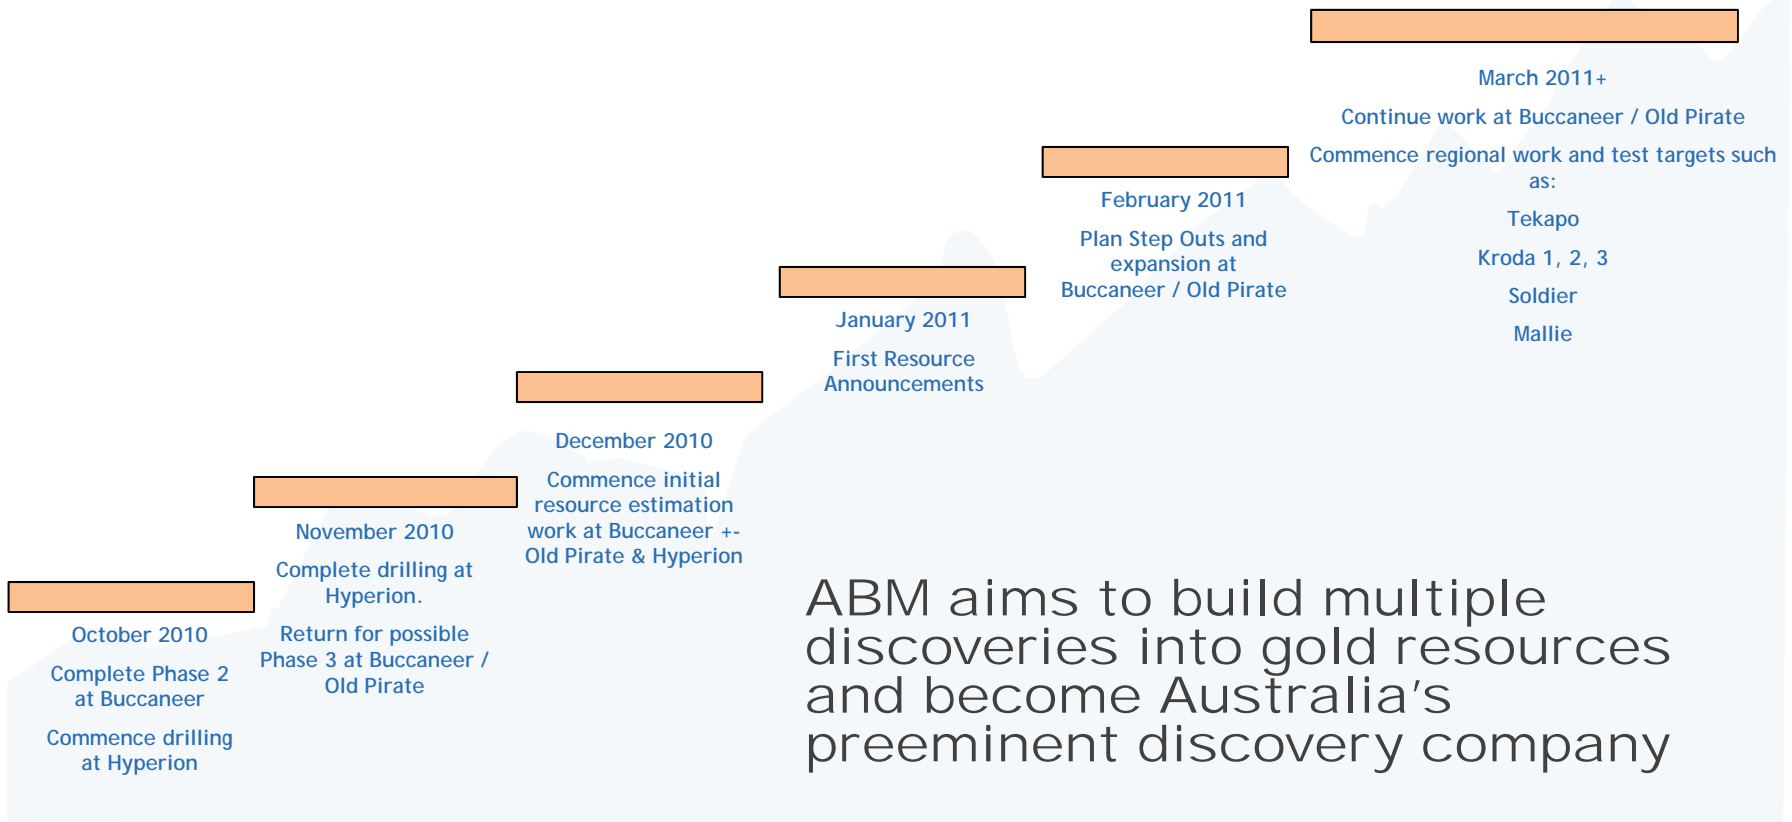 October 2010
Complete Phase 2
at Buccaneer
Commence drilling
at Hyperion
November 2010
Complete drilling at
Hyperion.
Return for possible
Phase 3 at Buccaneer /
Old Pirate
December 2010
Commence initial
resource estimation
work at Buccaneer +-
Old Pirate & Hyperion
January 2011
First Resource
Announcements
February 2011
Plan Step Outs and
expansion at
Buccaneer / Old Pirate
March 2011+
Continue work at Buccaneer / Old Pirate
Commence regional work and test targets such
as:
Tekapo
Kroda 1, 2, 3
Soldier
Mallie
ABM aims to build multiple
discoveries into gold resources
and become Australia's
preeminent discovery company